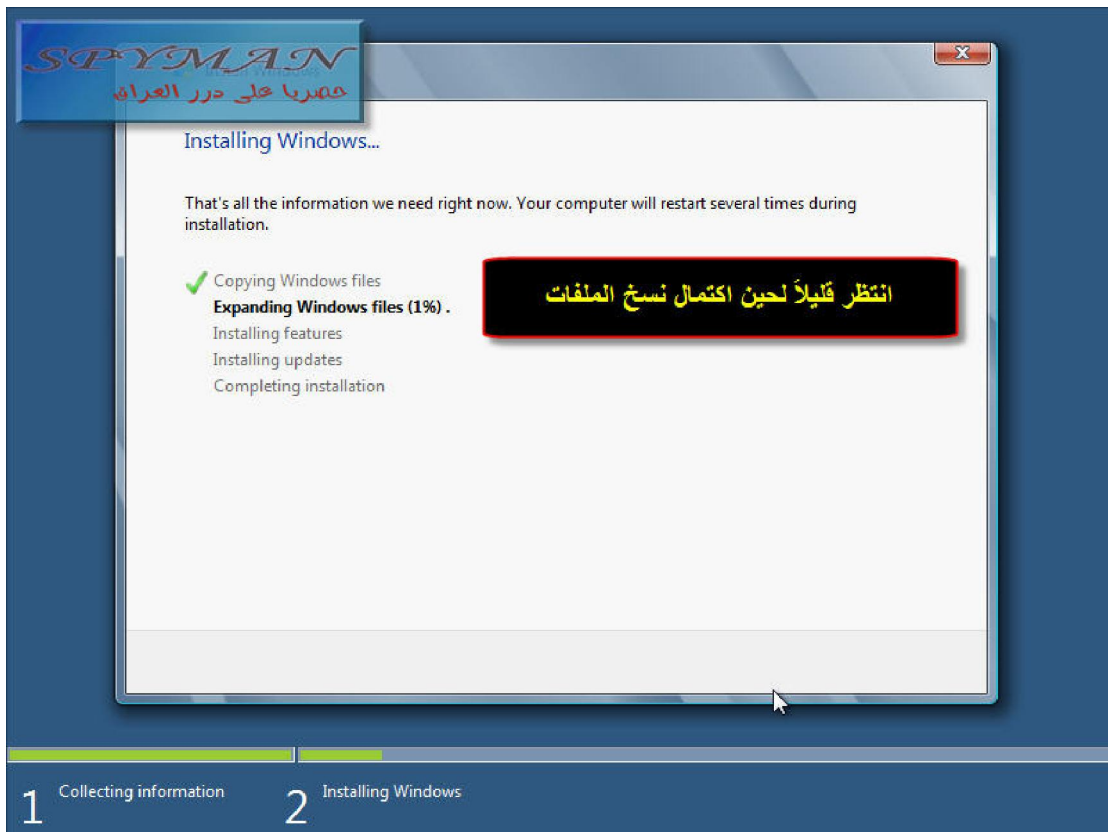 SPYMAN
حصريا على درر العراق
Installing Windows...
That's all the information we need right now. Your computer will restart several times during
installation.
Copying Windows files
Expanding Windows files (1%) .
انتظر قليلاً لحين اكتمال نسخ الملفات
Installing features
Installing updates
Completing installation
1 Collecting information
2 Installing Windows